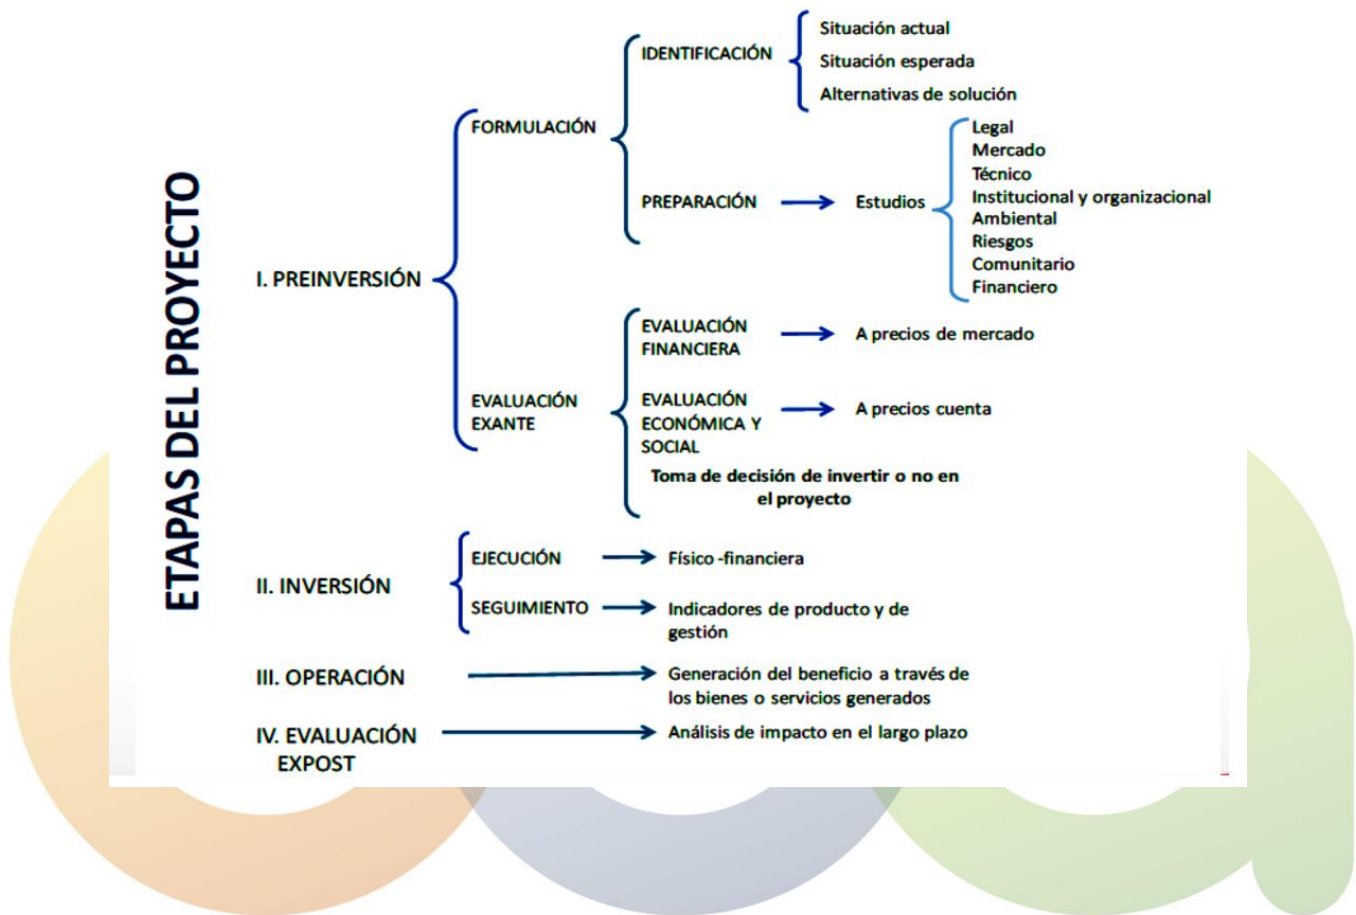 ETAPAS DEL PROYECTO
I. PREINVERSIÓN
FORMULACIÓN
IDENTIFICACIÓN
Situación actual
Situación esperada
Alternativas de solución
PREPARACIÓN
Estudios
Legal
Mercado
Técnico
Institucional y organizacional
Ambiental
Riesgos
Comunitario
Financiero
EVALUACIÓN
EXANTE
EVALUACIÓN
FINANCIERA
A precios de mercado
EVALUACIÓN
ECONÓMICA Y
SOCIAL
A precios cuenta
Toma de decisión de invertir o no en
el proyecto
II. INVERSIÓN
EJECUCIÓN
Físico -financiera
SEGUIMIENTO
Indicadores de producto y de
gestión
III. OPERACIÓN
Generación del beneficio a través de
los bienes o servicios generados
IV. EVALUACIÓN
EXPOST
Análisis de impacto en el largo plazo